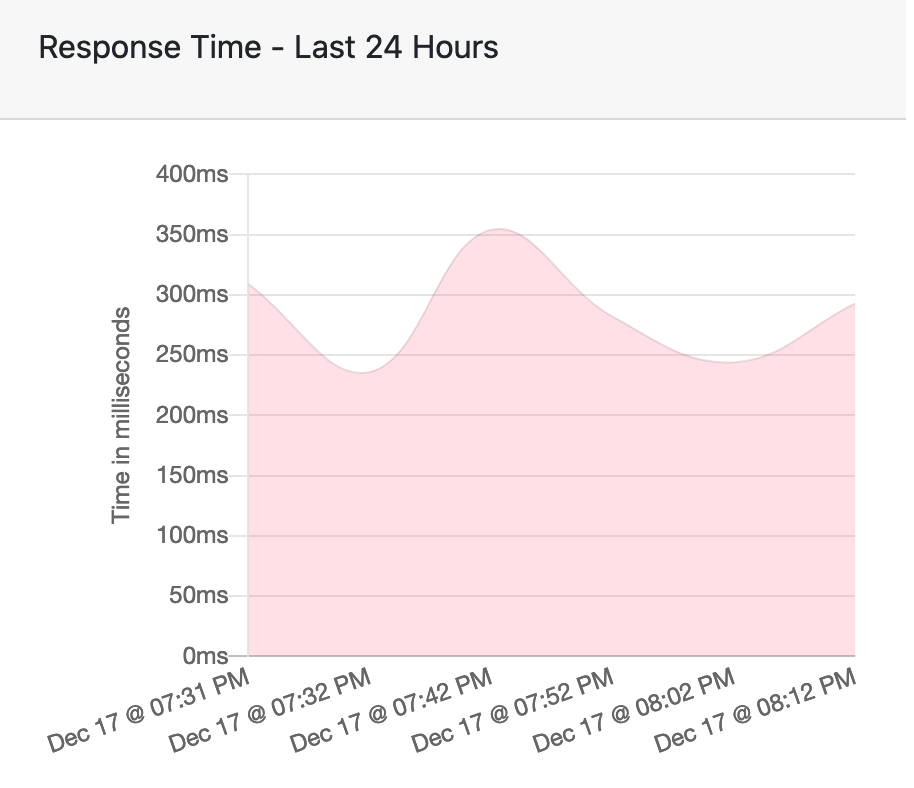 Response Time - Last 24 Hours
400ms
350ms
300ms
250ms
200ms
150ms
100ms
50ms
0ms
Time in milliseconds
Dec 17 @ 07:31 PM
Dec 17 @ 07:32 PM
Dec 17 @ 07:42 PM
Dec 17 @ 07:52 PM
Dec 17 @ 08:02 PM
Dec 17 @ 08:12 PM